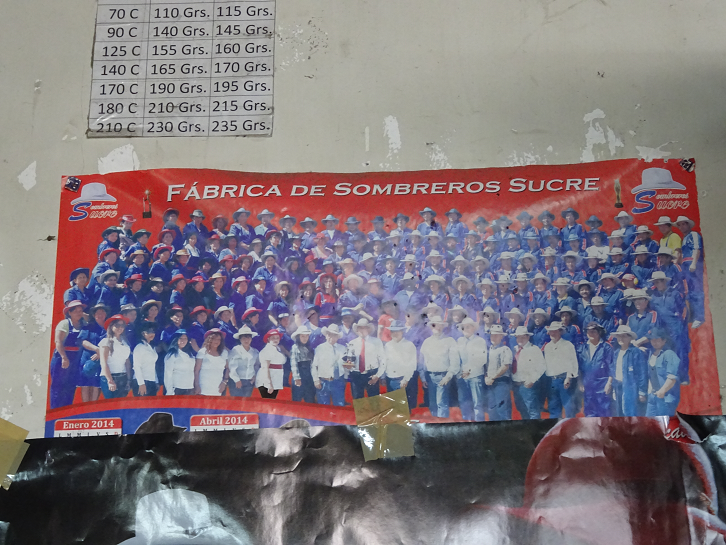 70 C 110 Grs. 115 Grs.
90 C 140 Grs. 145 Grs.
125 C 155 Grs. 160 Grs.
140 C 165 Grs. 170 Grs.
170 C 190 Grs. 195 Grs.
180 C 210 Grs. 215 Grs.
210 C 230 Grs. 235 Grs.
FÁBRICA DE SOMBREROS SUCRE
Sombreros
Sucre
Sombreros
Sucre
Enero 2014
Abril 2014